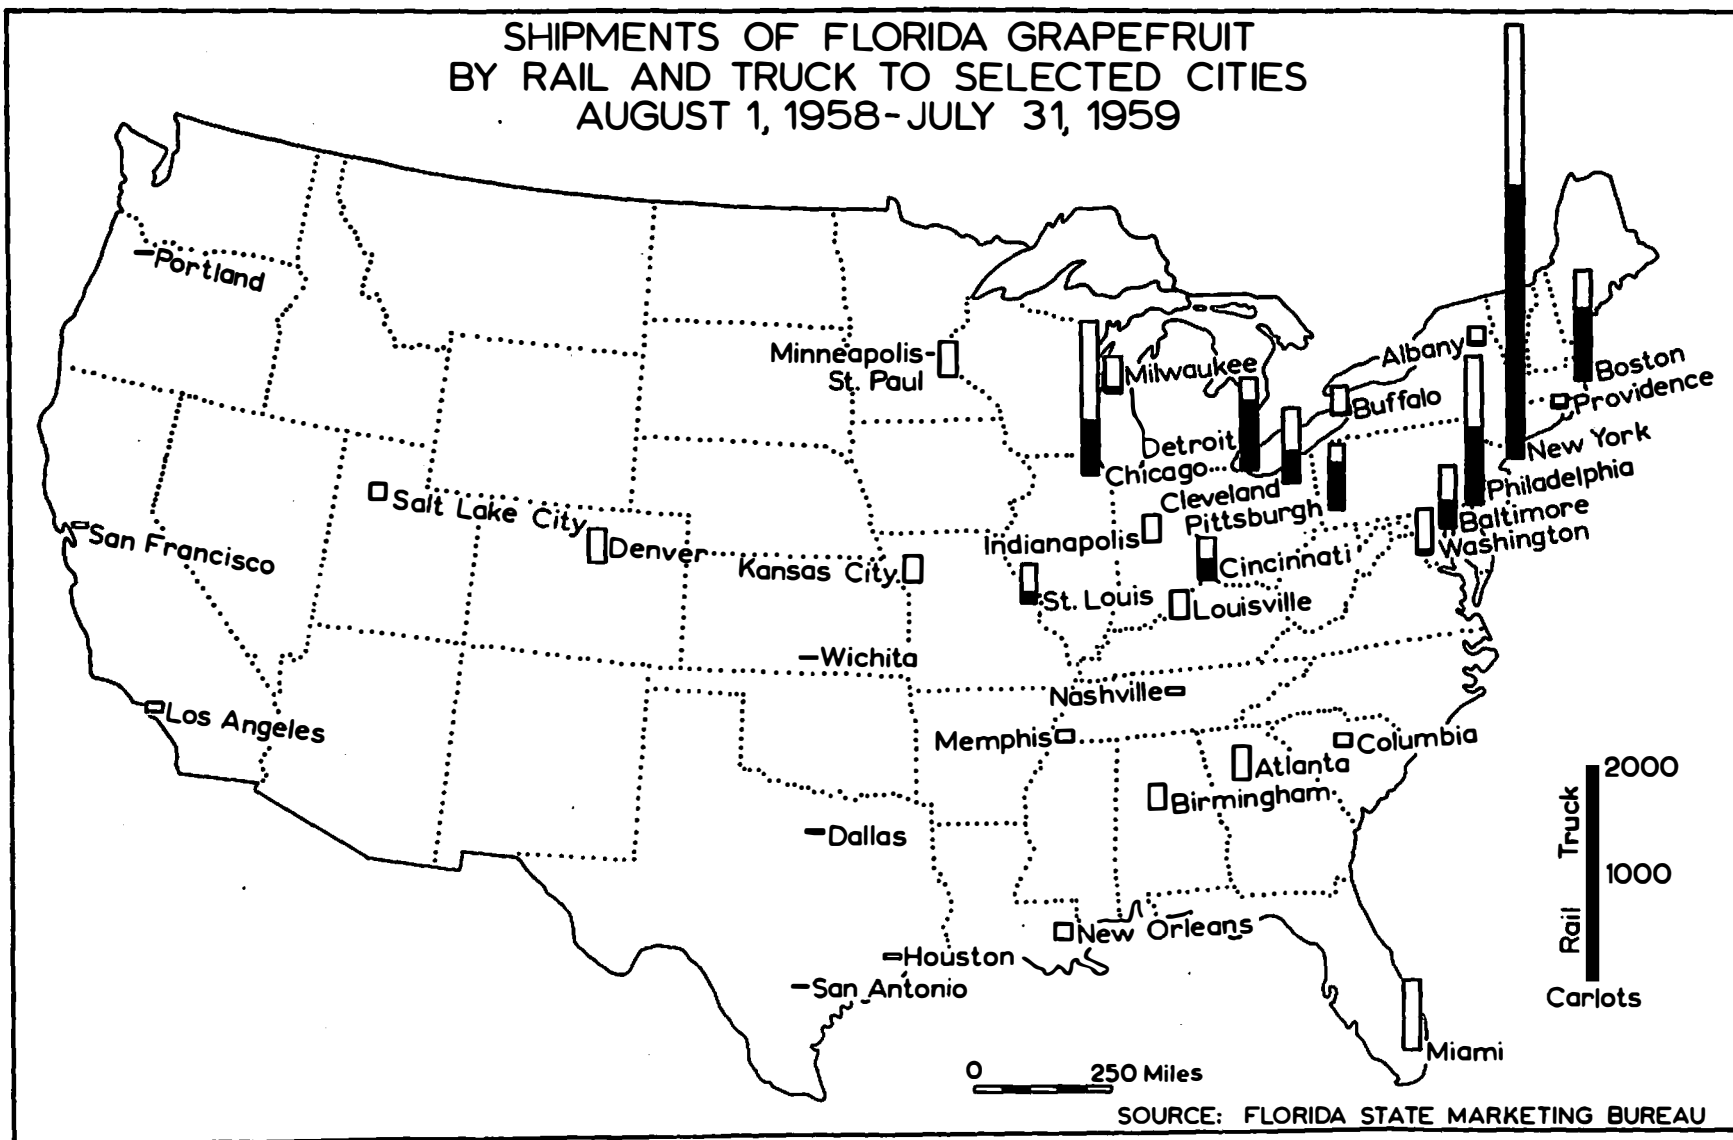 SHIPMENTS OF FLORIDA GRAPEFRUIT
BY RAIL AND TRUCK TO SELECTED CITIES
AUGUST 1, 1958-JULY 31, 1959
Portland
Minneapolis-
St. Paul
Milwaukee
Albany
Boston
Providence
Buffalo
Detroit
Chicago
New York
Cleveland
Philadelphia
Pittsburgh
Baltimore
Salt Lake City
Washington
San Francisco
Denver
Indianapolis
Kansas City
Cincinnati
St. Louis
Louisville
Wichita
Nashville
Los Angeles
Memphis
Columbia
Atlanta
Birmingham
Dallas
New Orleans
Houston
San Antonio
Miami
2000
Truck
1000
Rail
Carlots
0 250 Miles
SOURCE: FLORIDA STATE MARKETING BUREAU